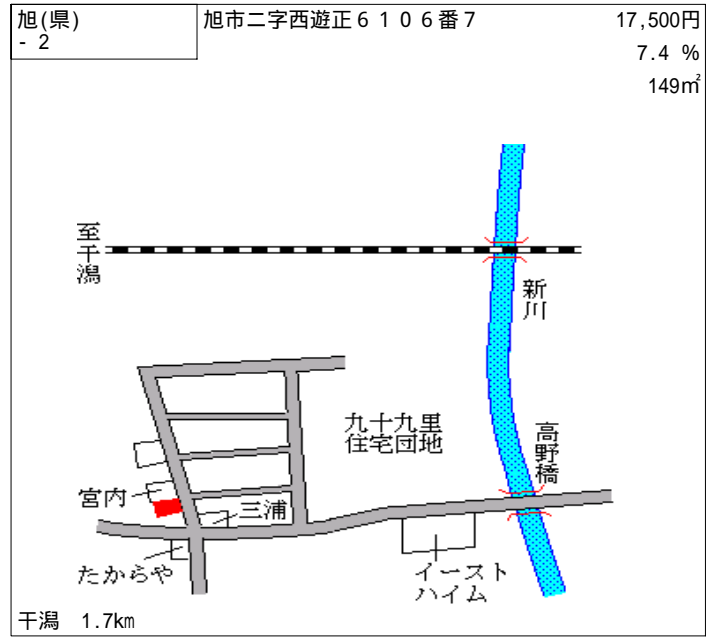 旭(県)
- 2
旭市二字西遊正６１０６番７
17,500円
7.4 %
149㎡
至干潟
新川
九十九里
住宅団地
高野橋
宮内
三浦
たからや
イースト
ハイム
干潟 1.7km